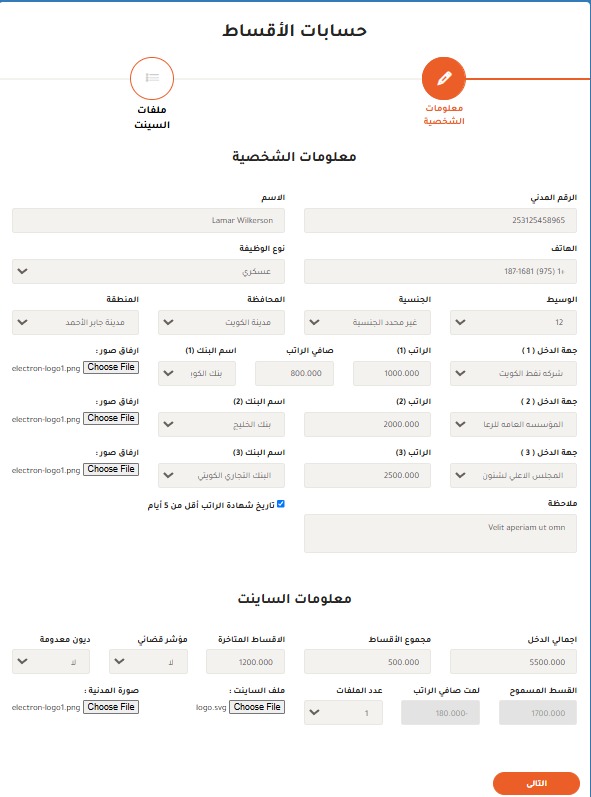 حسابات الأقساط
معلومات الشخصية
ملفات السينت
معلومات الشخصية
الرقم المدني
الاسم
253125458965
Lamar Wilkerson
الهاتف
نوع الوظيفة
+1 (975) 187-1681
عسكري
الوسيط
الجنسية
المحافظة
المنطقة
12
غير محدد الجنسية
مدينة الكويت
مدينة جابر الأحمد
جهة الدخل ( 1 )
الراتب (1)
صافي الراتب
اسم البنك (1)
ارفاق صور :
شركه نفط الكويت
1000.000
800.000
بنك الكوي
Choose File electron-logo1.png
جهة الدخل ( 2 )
الراتب (2)
اسم البنك (2)
ارفاق صور :
المؤسسه العامه للرعا
2000.000
بنك الخليج
Choose File electron-logo1.png
جهة الدخل ( 3 )
الراتب (3)
اسم البنك (3)
ارفاق صور :
المجلس الاعلي لشئون
2500.000
البنك التجاري الكويتي
Choose File electron-logo1.png
ملاحظة
تاريخ شهادة الراتب أقل من 5 أيام
Velit aperiam ut omn
معلومات الساينت
اجمالي الدخل
مجموع الأقساط
الاقساط المتاخرة
مؤشر قضائي
ديون معدومة
5500.000
500.000
1200.000
لا
لا
القسط المسموح
لمت صافي الراتب
عدد الملفات
ملف الساينت :
صورة المدنية :
1700.000
-180.000
1
Choose File logo.svg
Choose File electron-logo1.png
التالى